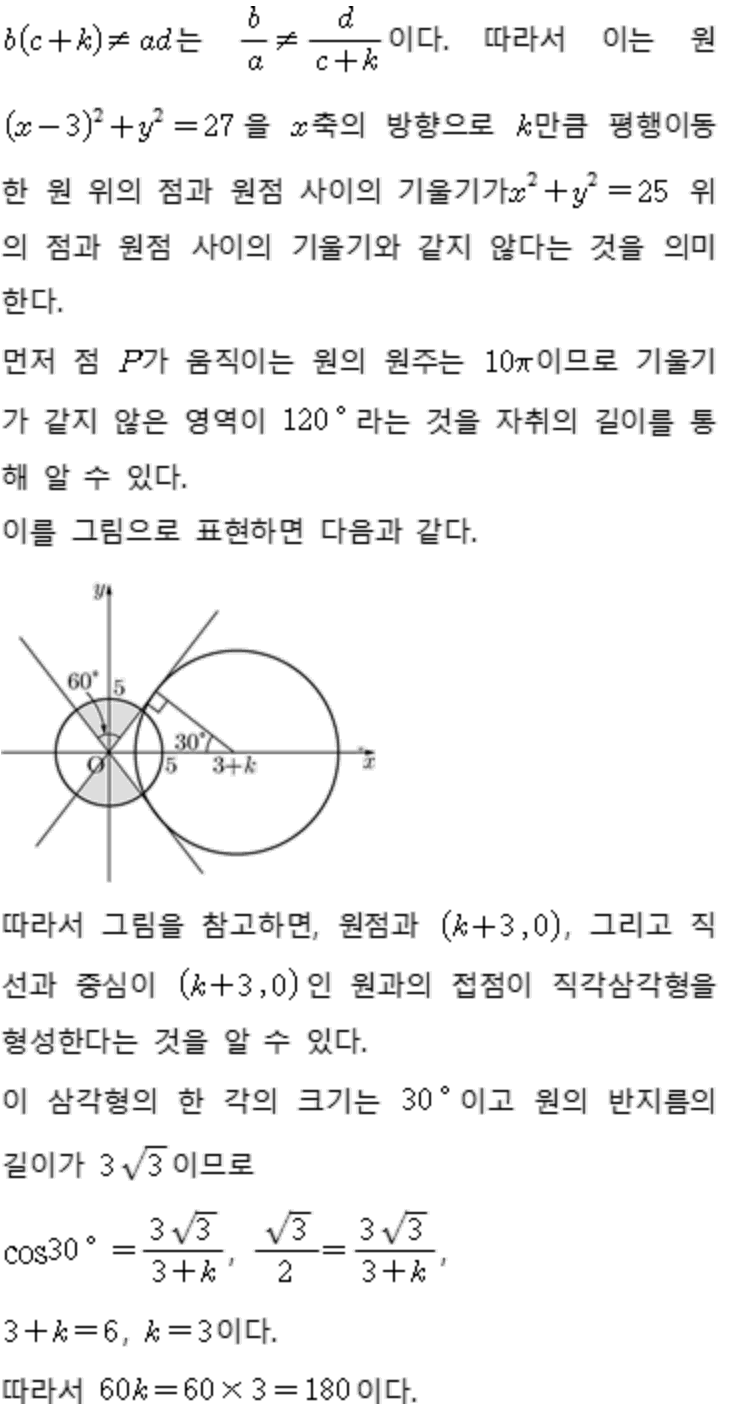 b(c+k)≠ad는 b/a≠d/(c+k)이다. 따라서 이는 원
(x−3)²+y²=27을 x축의 방향으로 k만큼 평행이동
한 원 위의 점과 원점 사이의 기울기가x²+y²=25 위
의 점과 원점 사이의 기울기와 같지 않다는 것을 의미
한다.
먼저 점 P가 움직이는 원의 원주는 10π이므로 기울기
가 같지 않은 영역이 120°라는 것을 자취의 길이를 통
해 알 수 있다.
이를 그림으로 표현하면 다음과 같다.
y
60°
5
30°
O
5
3+k
x
따라서 그림을 참고하면, 원점과 (k+3,0), 그리고 직
선과 중심이 (k+3,0)인 원과의 접점이 직각삼각형을
형성한다는 것을 알 수 있다.
이 삼각형의 한 각의 크기는 30°이고 원의 반지름의
길이가 3√3이므로
cos30°=3√3/(3+k), √3/2=3√3/(3+k),
3+k=6, k=3이다.
따라서 60k=60×3=180이다.